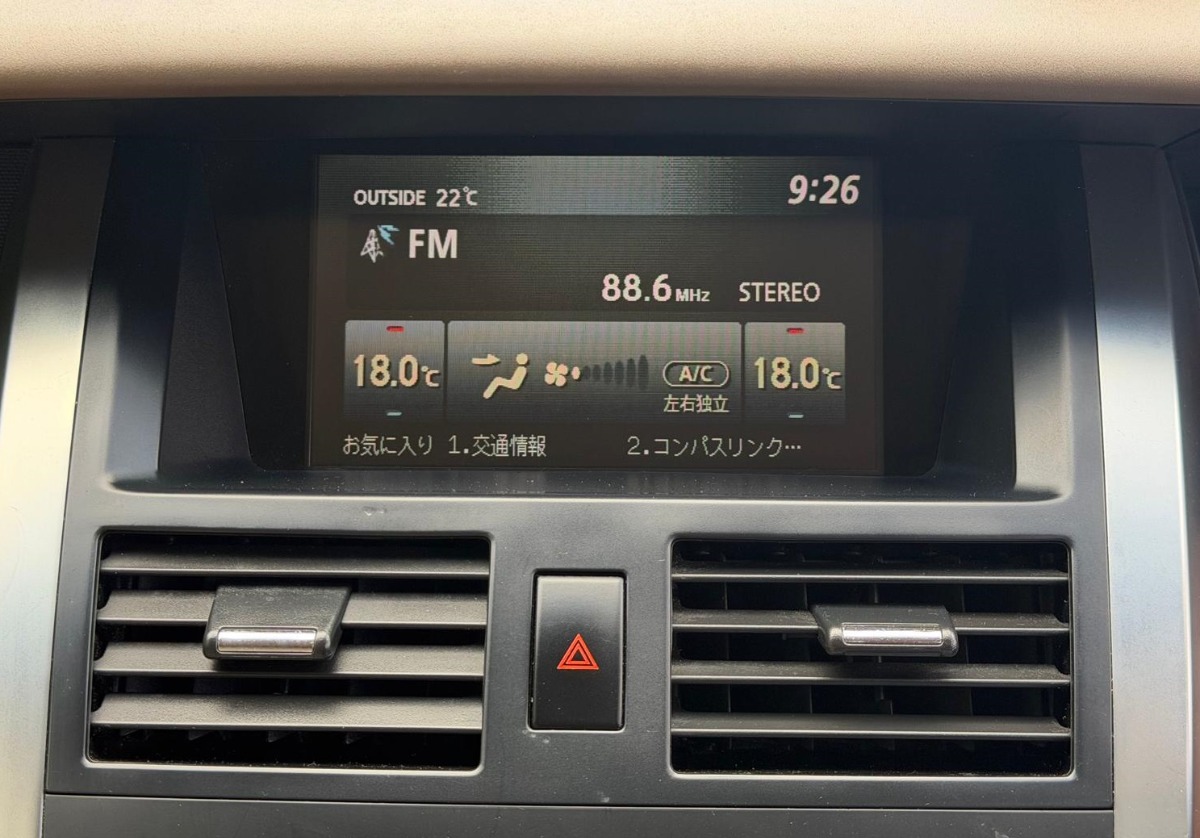 OUTSIDE 22℃ 9:26
FM
88.6MHz STEREO
18.0℃ A/C 18.0℃
左右独立
お気に入り 1.交通情報 2.コンパスリンク…